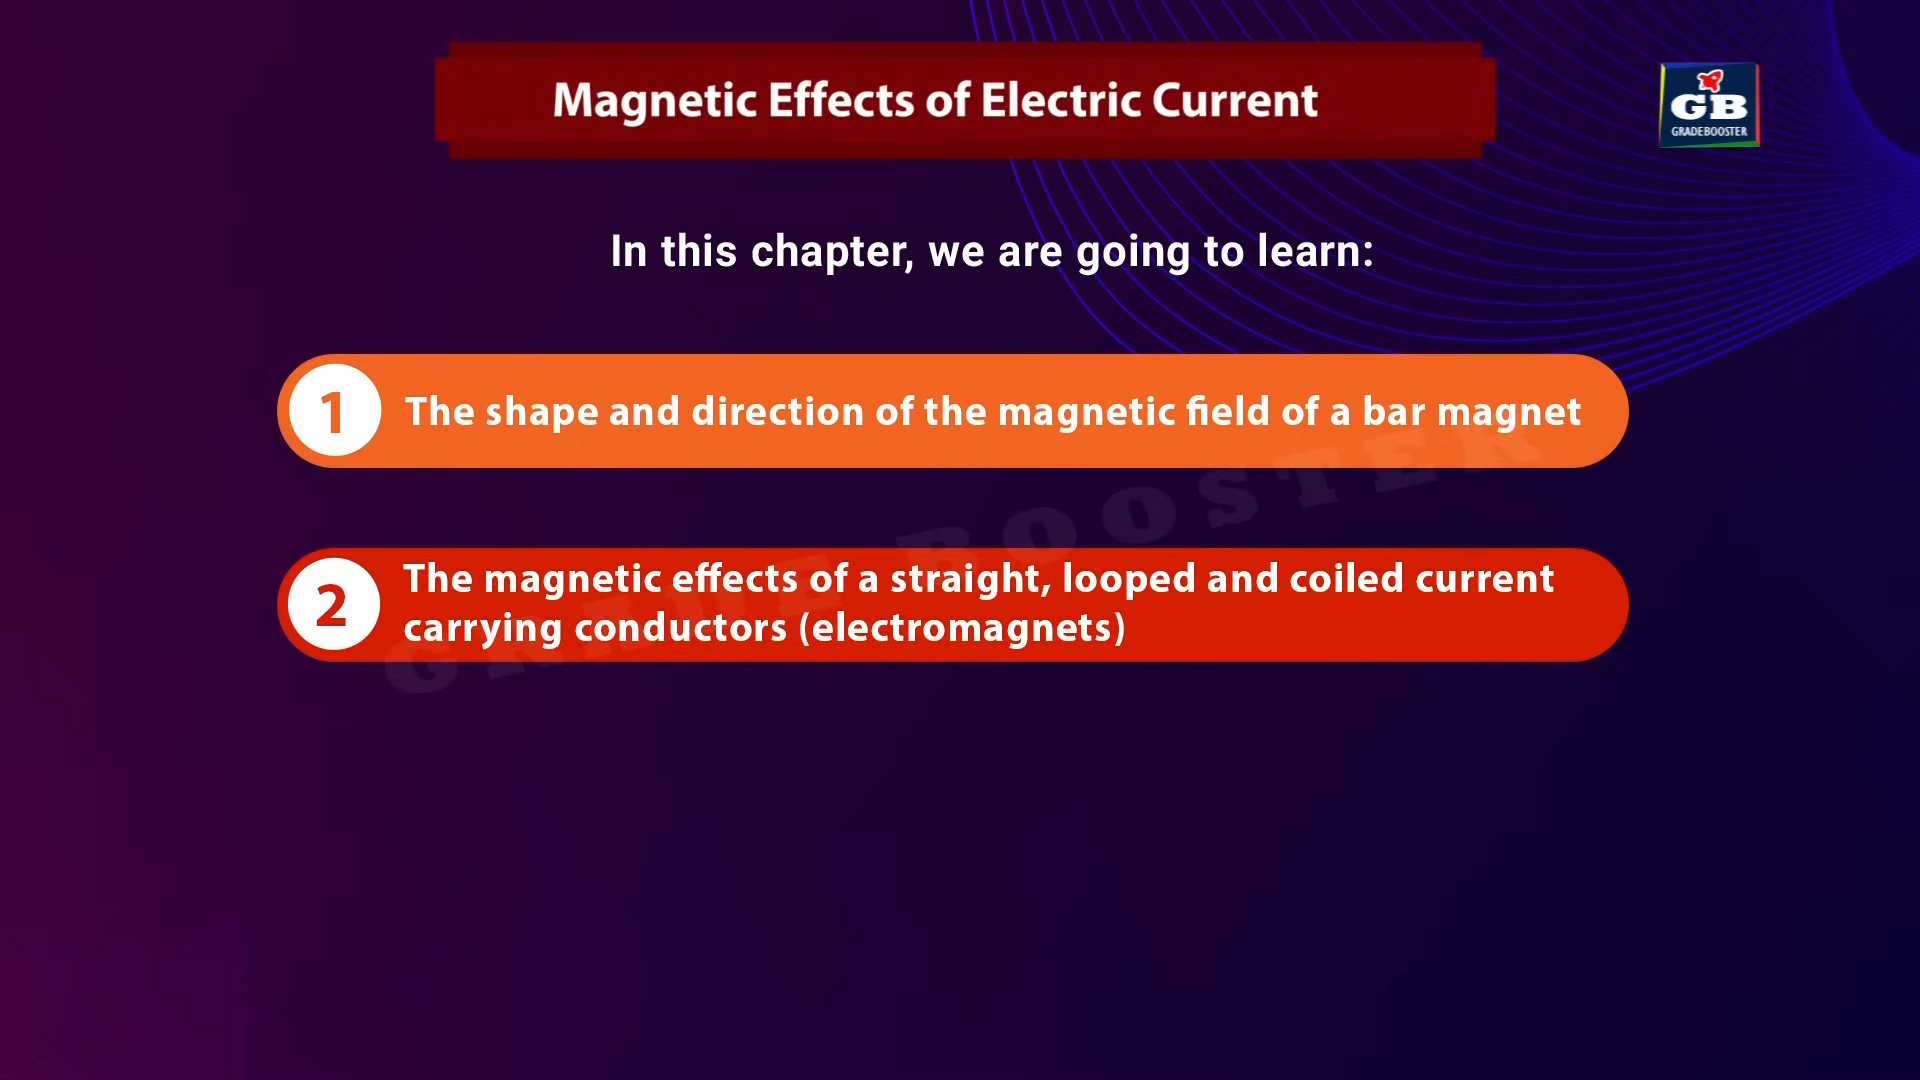 Magnetic Effects of Electric Current
GB
GRADEBOOSTER
In this chapter, we are going to learn:
1 The shape and direction of the magnetic field of a bar magnet
2 The magnetic effects of a straight, looped and coiled current
carrying conductors (electromagnets)
GRADE BOOSTER